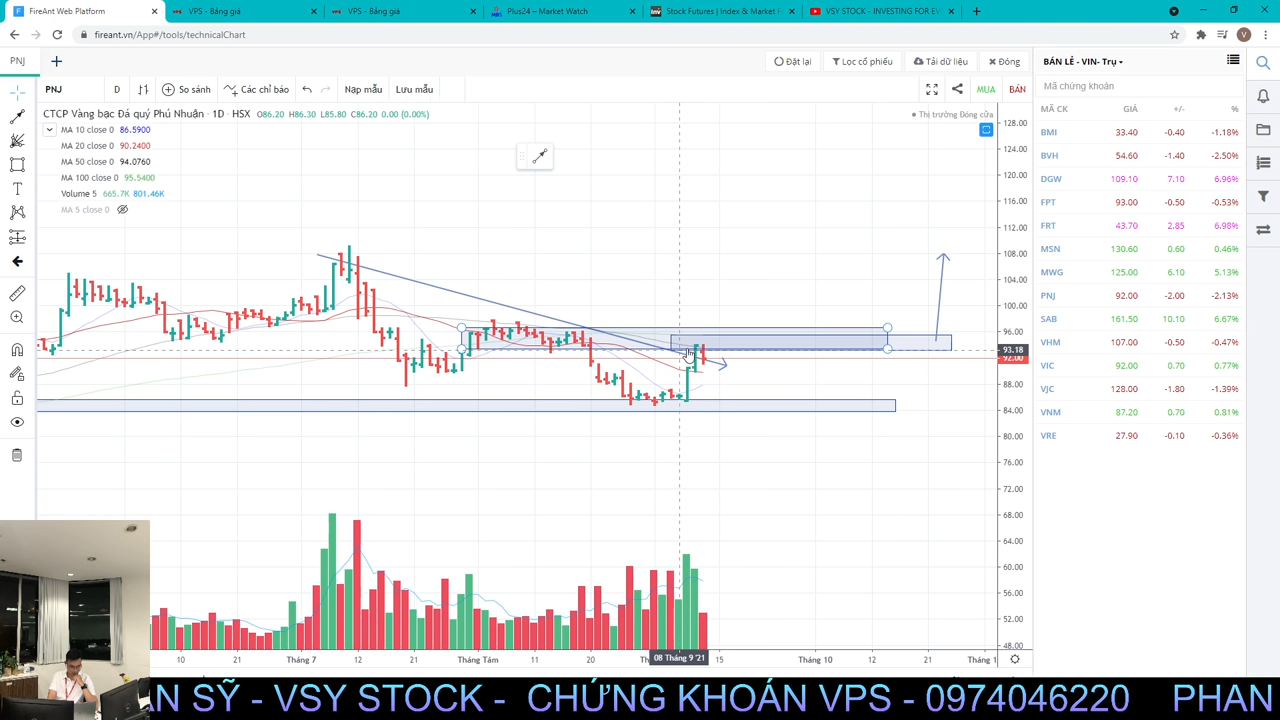 FireAnt Web Platform
VPS - Bảng giá
VPS - Bảng giá
Plus24 – Market Watch
Stock Futures | Index & Market F
VSY STOCK - INVESTING FOR EV
fireant.vn/App#/tools/technicalChart
V
PNJ
Đặt lại
Lọc cổ phiếu
Tải dữ liệu
Đóng
PNJ
D
So sánh
Các chỉ báo
Nạp mẫu
Lưu mẫu
MUA
BÁN
CTCP Vàng bạc Đá quý Phú Nhuận · 1D · HSX O86.20 H86.30 L85.80 C86.20 0.00 (0.00%)
Thị trường Đóng cửa
MA 10 close 0 86.5900
MA 20 close 0 90.2400
MA 50 close 0 94.0760
MA 100 close 0 95.5400
Volume 5 665.7K 801.46K
MA 5 close 0
128.00
124.00
120.00
116.00
112.00
108.00
104.00
100.00
96.00
93.18
92.00
88.00
84.00
80.00
76.00
72.00
68.00
64.00
60.00
56.00
52.00
48.00
10
21
Tháng 7
12
21
Tháng Tám
11
20
08 Tháng 9 '21
15
Tháng 10
12
21
Tháng 1
BÁN LẺ - VIN- Trụ
Mã chứng khoán
MÃ CK GIÁ +/- %
BMI 33.40 -0.40 -1.18%
BVH 54.60 -1.40 -2.50%
DGW 109.10 7.10 6.96%
FPT 93.00 -0.50 -0.53%
FRT 43.70 2.85 6.98%
MSN 130.60 0.60 0.46%
MWG 125.00 6.10 5.13%
PNJ 92.00 -2.00 -2.13%
SAB 161.50 10.10 6.67%
VHM 107.00 -0.50 -0.47%
VIC 92.00 0.70 0.77%
VJC 128.00 -1.80 -1.39%
VNM 87.20 0.70 0.81%
VRE 27.90 -0.10 -0.36%
AN SỸ - VSY STOCK - CHỨNG KHOÁN VPS - 0974046220 PHAN